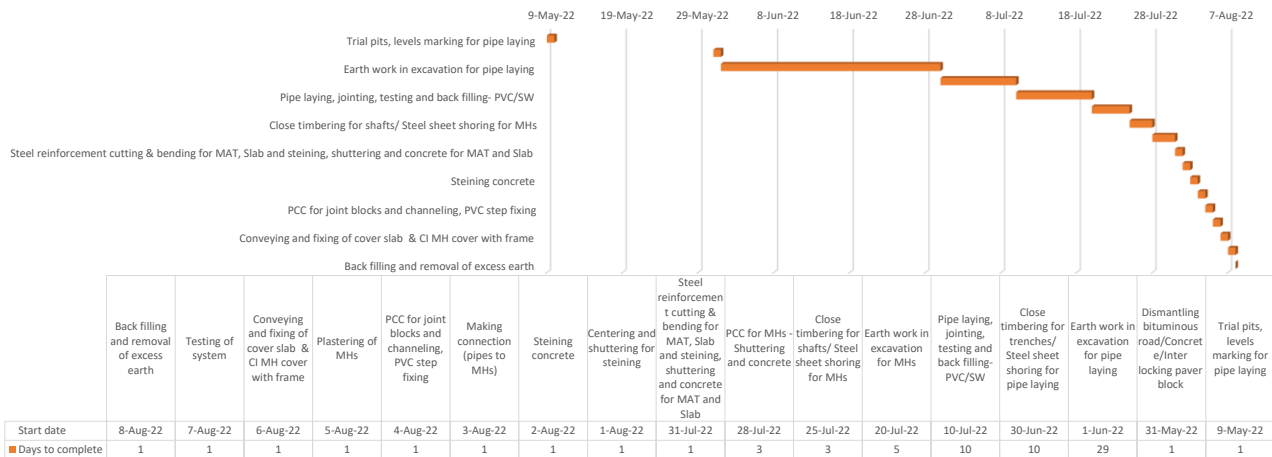 9-May-22 19-May-22 29-May-22 8-Jun-22 18-Jun-22 28-Jun-22 8-Jul-22 18-Jul-22 28-Jul-22 7-Aug-22
Trial pits, levels marking for pipe laying
Earth work in excavation for pipe laying
Pipe laying, jointing, testing and back filling- PVC/SW
Close timbering for shafts/ Steel sheet shoring for MHs
Steel reinforcement cutting & bending for MAT, Slab and steining, shuttering and concrete for MAT and Slab
Steining concrete
PCC for joint blocks and channeling, PVC step fixing
Conveying and fixing of cover slab & CI MH cover with frame
Back filling and removal of excess earth
Back filling
and removal
of excess
earth
Testing of
system
Conveying
and fixing of
cover slab &
CI MH cover
with frame
Plastering of
MHs
PCC for joint
blocks and
channeling,
PVC step
fixing
Making
connection
(pipes to
MHs)
Steining
concrete
Centering and
shuttering for
steining
Steel
reinforcemen
t cutting &
bending for
MAT, Slab
and steining,
shuttering
and concrete
for MAT and
Slab
PCC for MHs -
Shuttering
and concrete
Close
timbering for
shafts/ Steel
sheet shoring
for MHs
Earth work in
excavation for
MHs
Pipe laying,
jointing,
testing and
back filling-
PVC/SW
Close
timbering for
trenches/
Steel sheet
shoring for
pipe laying
Earth work in
excavation for
pipe laying
Dismantling
bituminous
road/Concret
e/Inter
locking paver
block
Trial pits,
levels
marking for
pipe laying
Start date 8-Aug-22 7-Aug-22 6-Aug-22 5-Aug-22 4-Aug-22 3-Aug-22 2-Aug-22 1-Aug-22 31-Jul-22 28-Jul-22 25-Jul-22 20-Jul-22 10-Jul-22 30-Jun-22 1-Jun-22 31-May-22 9-May-22
Days to complete 1 1 1 1 1 1 1 1 1 3 3 5 10 10 29 1 1